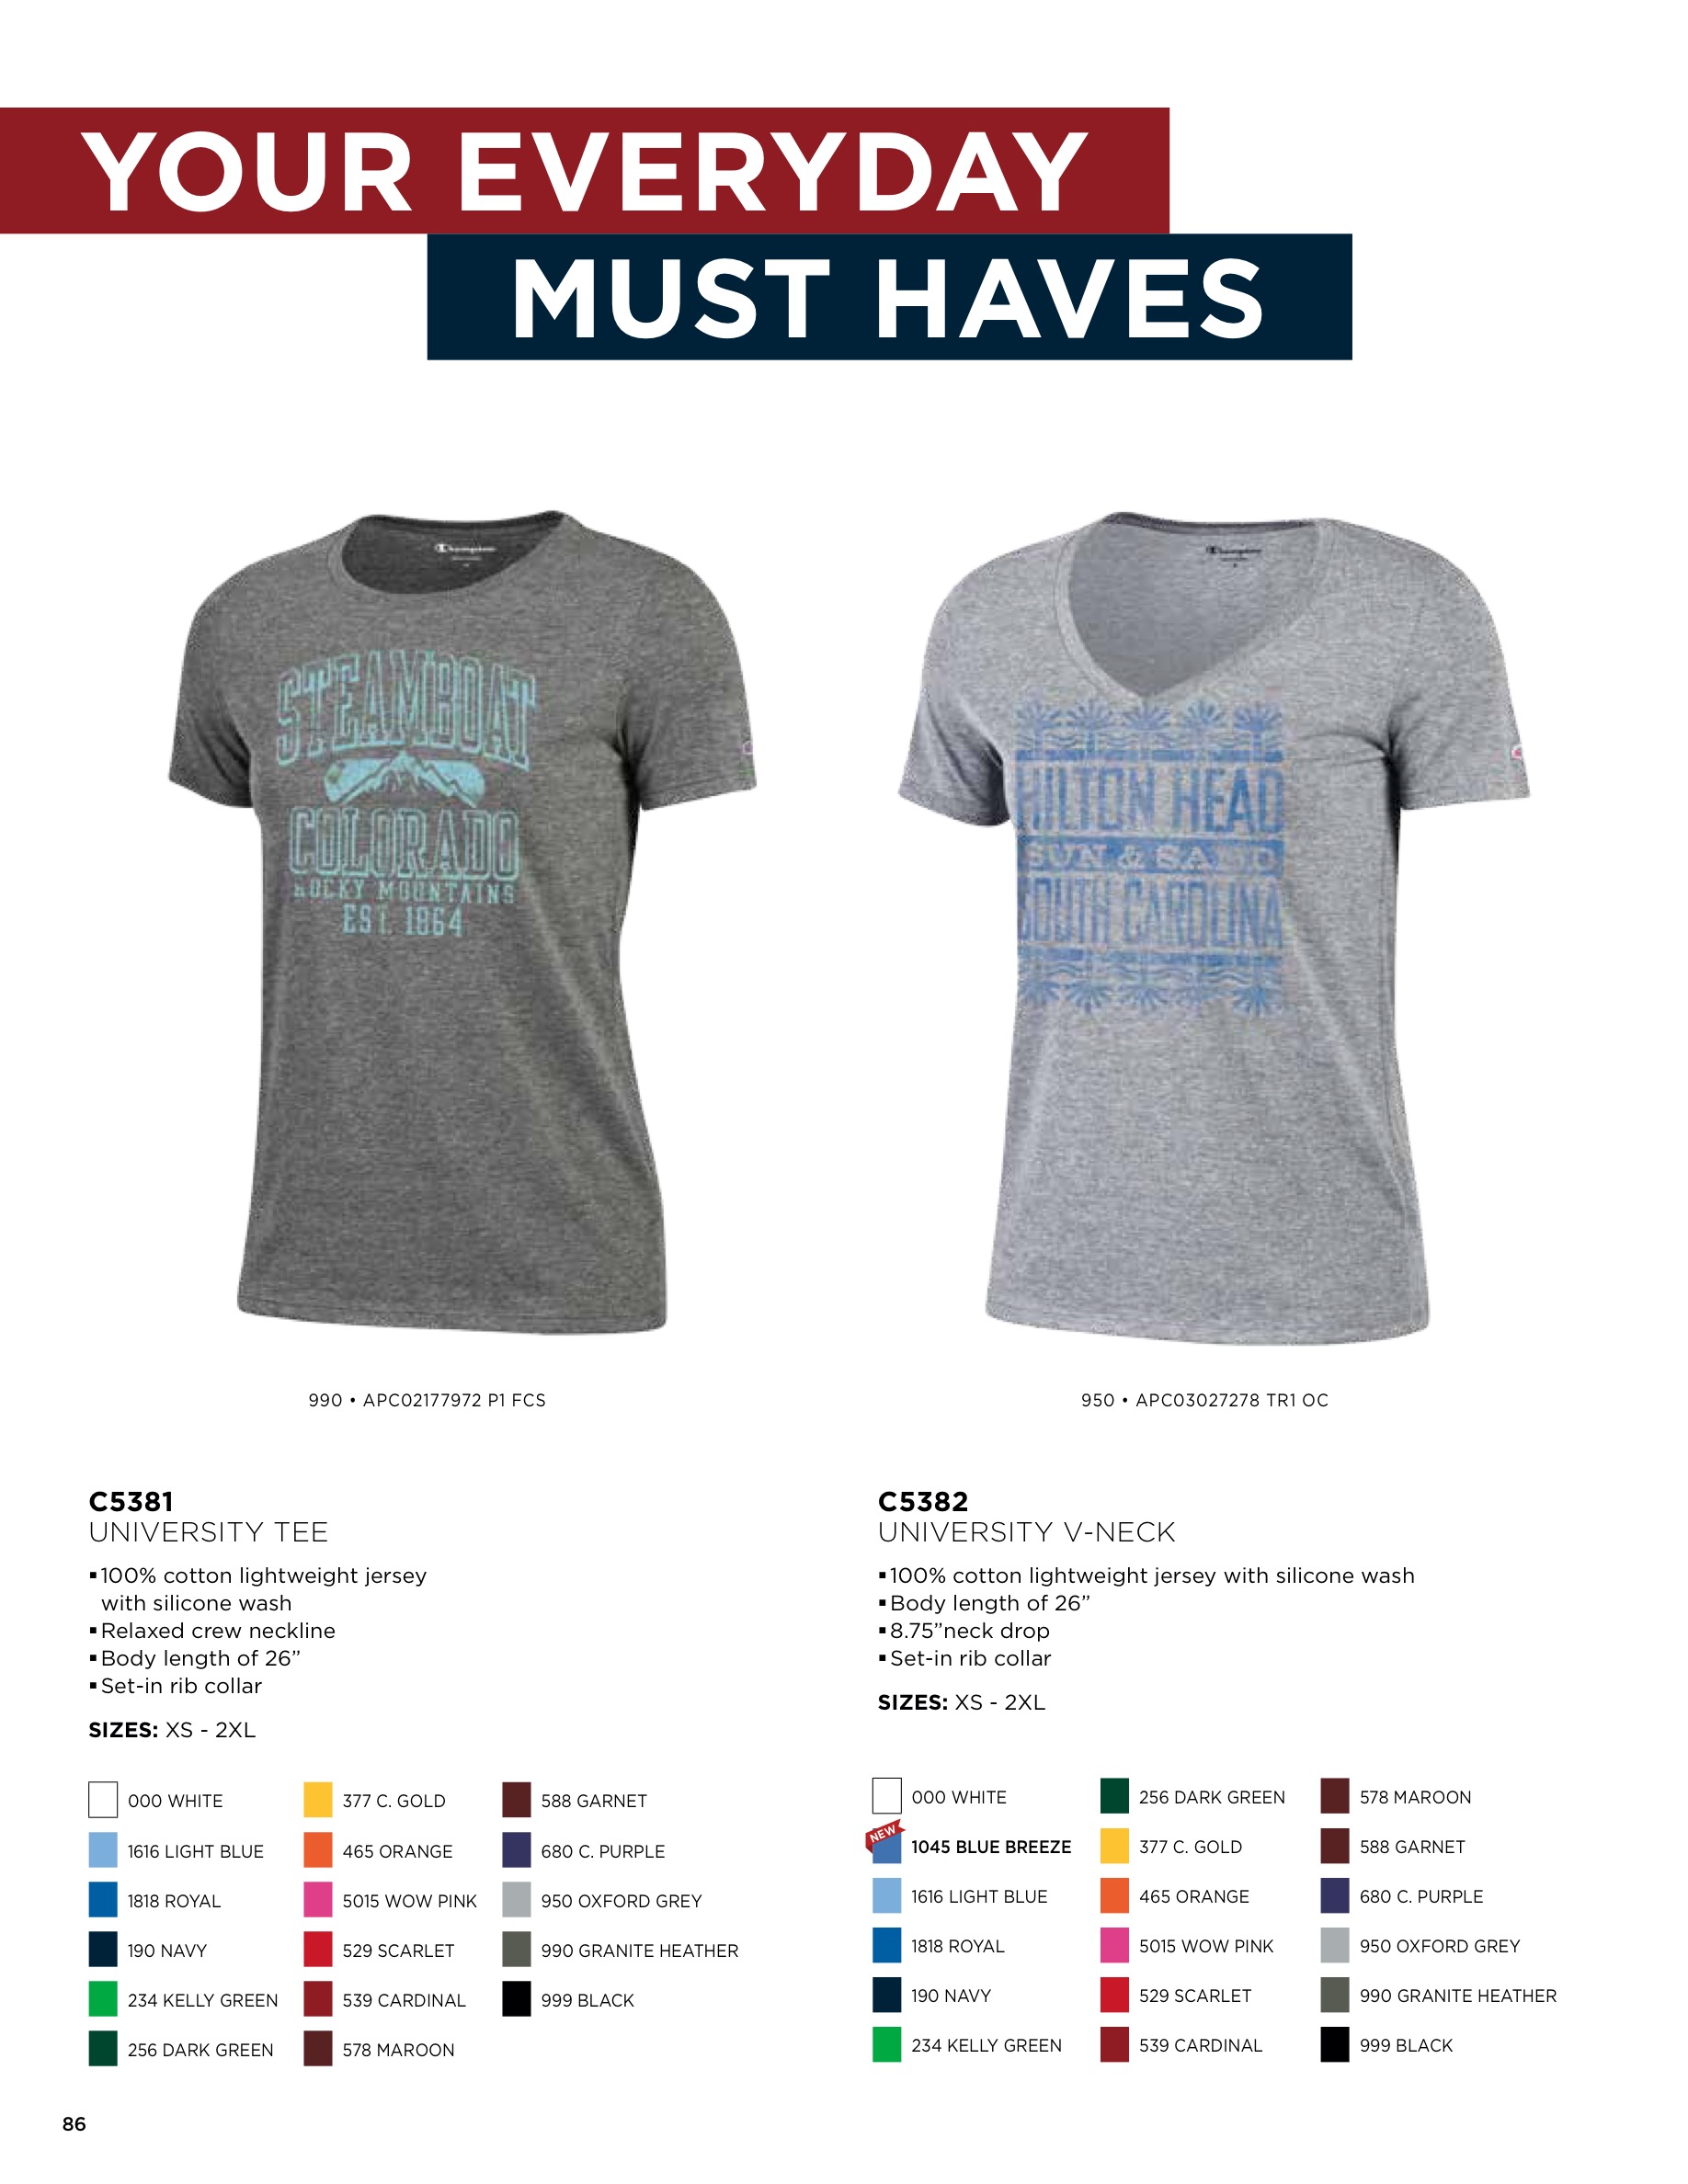 YOUR EVERYDAY
MUST HAVES
Champion
STEAMBOAT
COLORADO
ROCKY MOUNTAINS
EST. 1864
Champion
HILTON HEAD
SUN & SAND
SOUTH CAROLINA
990 • APC02177972 P1 FCS
950 • APC03027278 TR1 OC
C5381
UNIVERSITY TEE
▪100% cotton lightweight jersey
with silicone wash
▪Relaxed crew neckline
▪Body length of 26”
▪Set-in rib collar
SIZES: XS - 2XL
000 WHITE
1616 LIGHT BLUE
1818 ROYAL
190 NAVY
234 KELLY GREEN
256 DARK GREEN
377 C. GOLD
465 ORANGE
5015 WOW PINK
529 SCARLET
539 CARDINAL
578 MAROON
588 GARNET
680 C. PURPLE
950 OXFORD GREY
990 GRANITE HEATHER
999 BLACK
C5382
UNIVERSITY V-NECK
▪100% cotton lightweight jersey with silicone wash
▪Body length of 26”
▪8.75”neck drop
▪Set-in rib collar
SIZES: XS - 2XL
000 WHITE
NEW
1045 BLUE BREEZE
1616 LIGHT BLUE
1818 ROYAL
190 NAVY
234 KELLY GREEN
256 DARK GREEN
377 C. GOLD
465 ORANGE
5015 WOW PINK
529 SCARLET
539 CARDINAL
578 MAROON
588 GARNET
680 C. PURPLE
950 OXFORD GREY
990 GRANITE HEATHER
999 BLACK
86